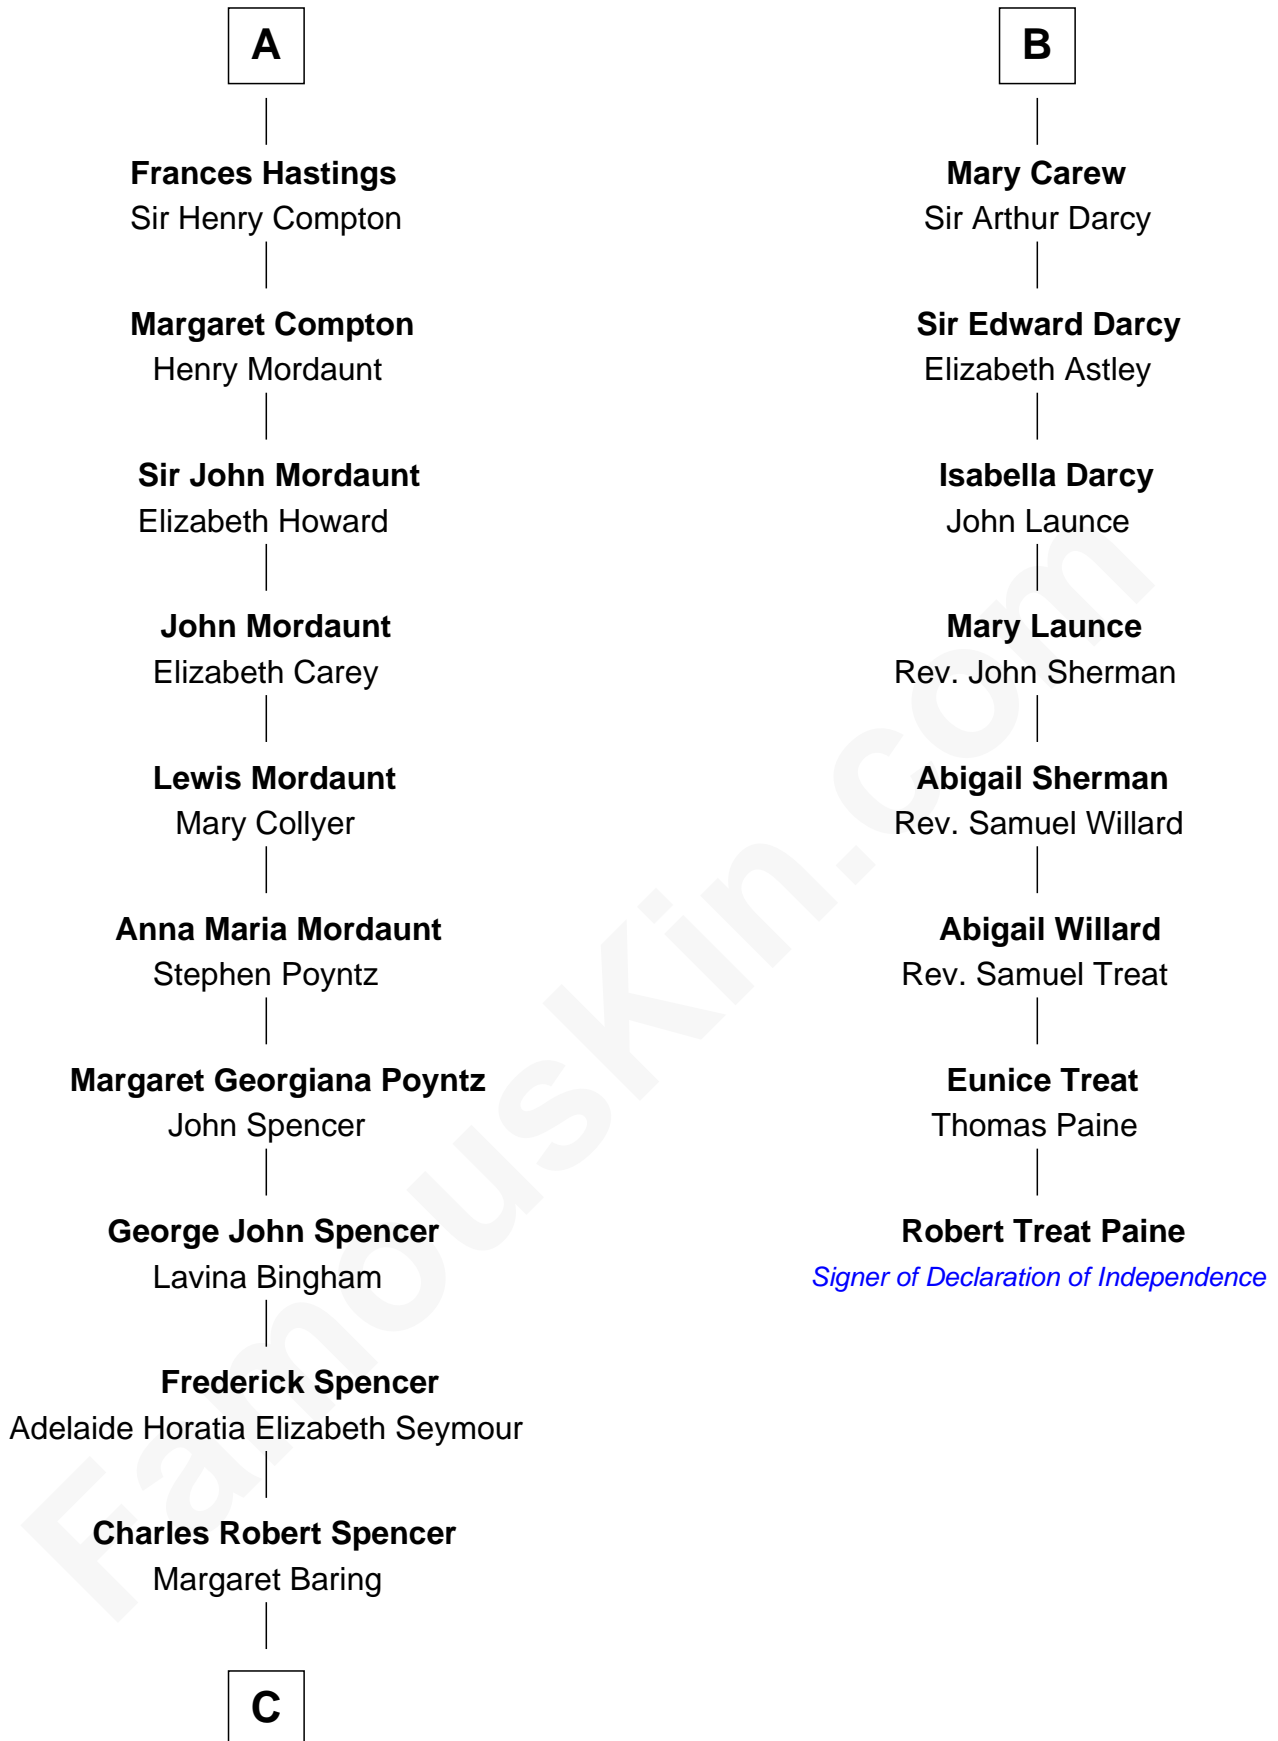 A
Frances Hastings
Sir Henry Compton
Margaret Compton
Henry Mordaunt
Sir John Mordaunt
Elizabeth Howard
John Mordaunt
Elizabeth Carey
Lewis Mordaunt
Mary Collyer
Anna Maria Mordaunt
Stephen Poyntz
Margaret Georgiana Poyntz
John Spencer
George John Spencer
Lavina Bingham
Frederick Spencer
Adelaide Horatia Elizabeth Seymour
Charles Robert Spencer
Margaret Baring
C
B
Mary Carew
Sir Arthur Darcy
Sir Edward Darcy
Elizabeth Astley
Isabella Darcy
John Launce
Mary Launce
Rev. John Sherman
Abigail Sherman
Rev. Samuel Willard
Abigail Willard
Rev. Samuel Treat
Eunice Treat
Thomas Paine
Robert Treat Paine
Signer of Declaration of Independence
FamousKin.com